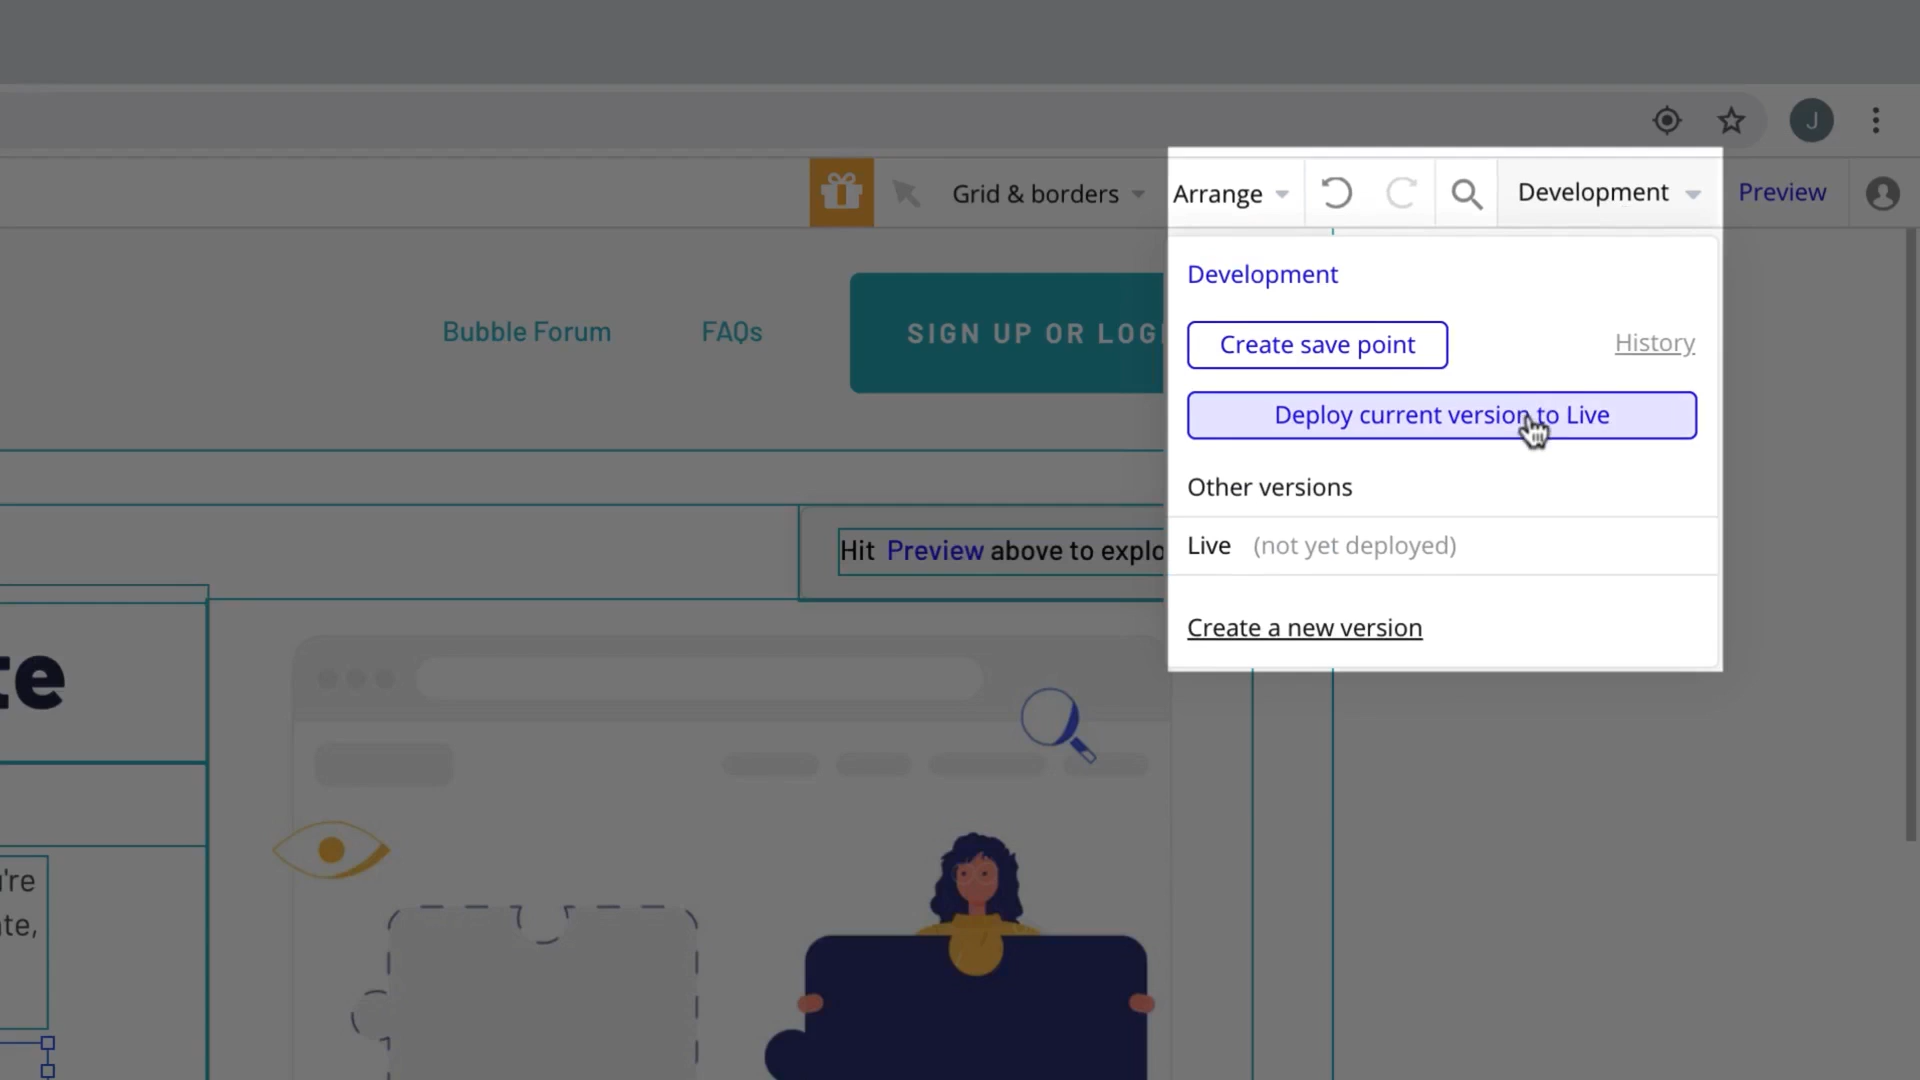 J
Grid & borders
Arrange
Development
Preview
Development
Create save point
History
Deploy current version to Live
Other versions
Live (not yet deployed)
Create a new version
Bubble Forum
FAQs
SIGN UP OR LOGI
Hit Preview above to explo
te
're
te,